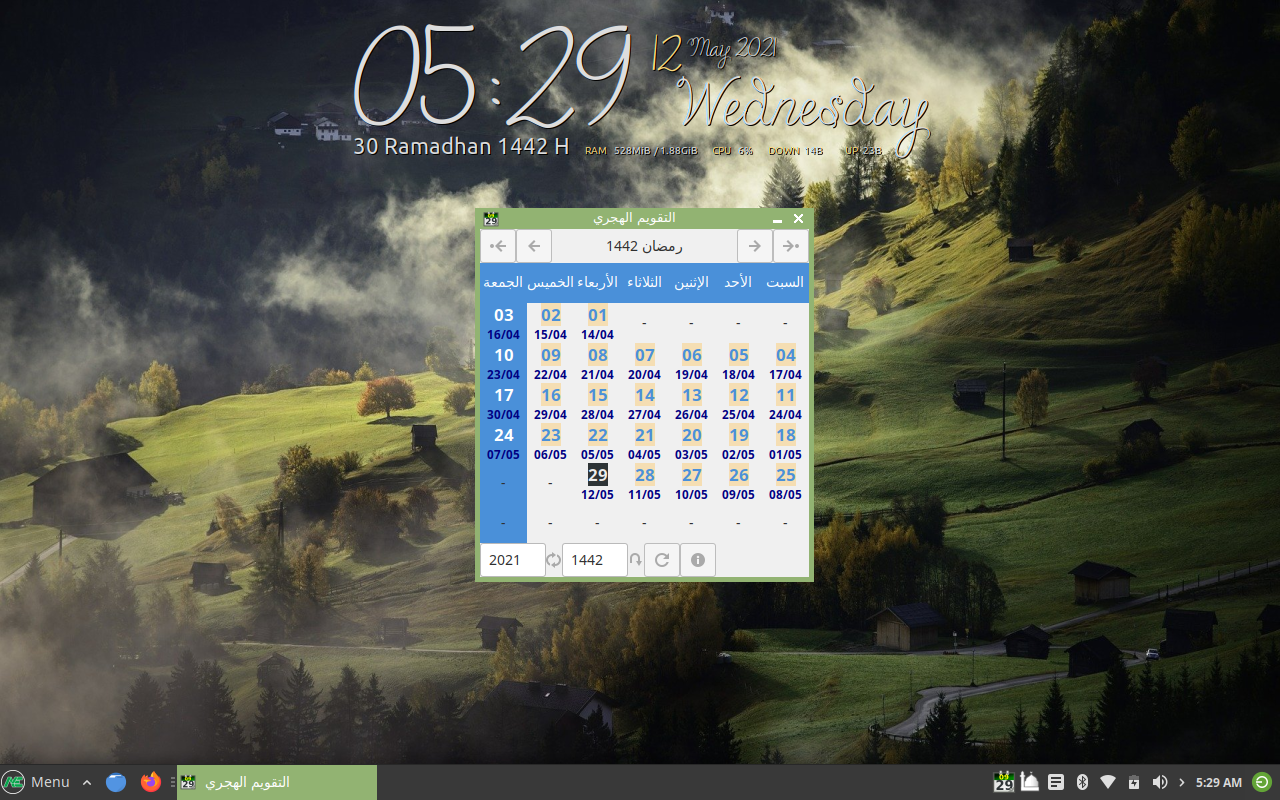 05:29 12 May 2021
Wednesday
30 Ramadhan 1442 H RAM 528MiB / 1.88GiB CPU 6% DOWN 14B UP 23B
التقويم الهجري
رمضان 1442
السبت الأحد الإثنين الثلاثاء الأربعاء الخميس الجمعة
- - - - 01 02 03
14/04 15/04 16/04
04 05 06 07 08 09 10
17/04 18/04 19/04 20/04 21/04 22/04 23/04
11 12 13 14 15 16 17
24/04 25/04 26/04 27/04 28/04 29/04 30/04
18 19 20 21 22 23 24
01/05 02/05 03/05 04/05 05/05 06/05 07/05
25 26 27 28 29 - -
08/05 09/05 10/05 11/05 12/05
- - - - - - -
2021 1442
Menu 29 التقويم الهجري 29 5:29 AM